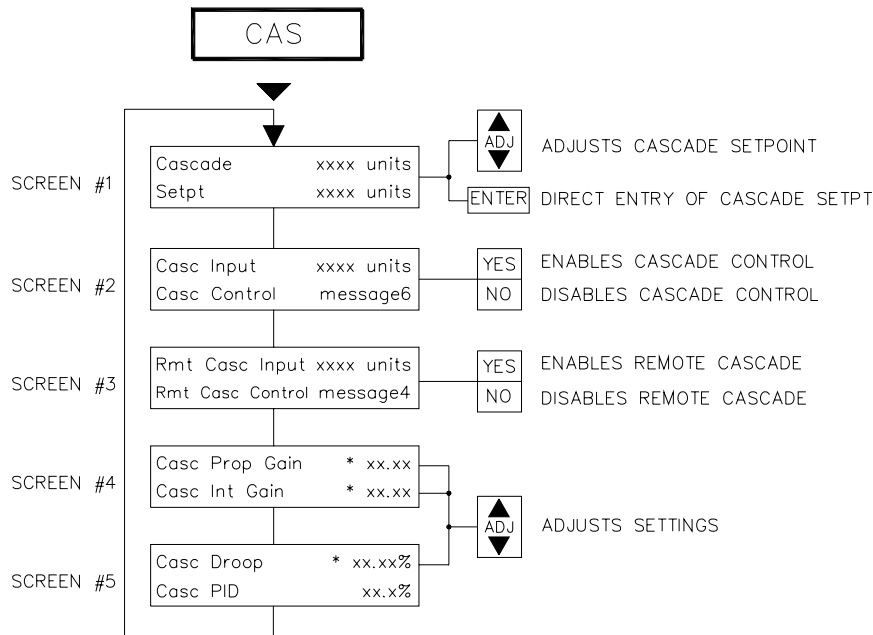 CAS
SCREEN #1
Cascade xxxx units
Setpt xxxx units
ADJ
ADJUSTS CASCADE SETPOINT
ENTER
DIRECT ENTRY OF CASCADE SETPT
SCREEN #2
Casc Input xxxx units
Casc Control message6
YES ENABLES CASCADE CONTROL
NO DISABLES CASCADE CONTROL
SCREEN #3
Rmt Casc Input xxxx units
Rmt Casc Control message4
YES ENABLES REMOTE CASCADE
NO DISABLES REMOTE CASCADE
SCREEN #4
Casc Prop Gain * xx.xx
Casc Int Gain * xx.xx
ADJ
ADJUSTS SETTINGS
SCREEN #5
Casc Droop * xx.xx%
Casc PID xx.x%